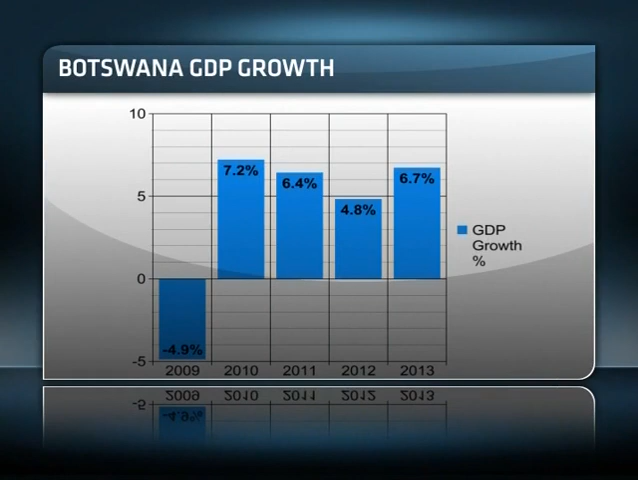 BOTSWANA GDP GROWTH
10
7.2%
6.4%
4.8%
6.7%
5
GDP
Growth
%
0
-4.9%
-5
2009 2010 2011 2012 2013